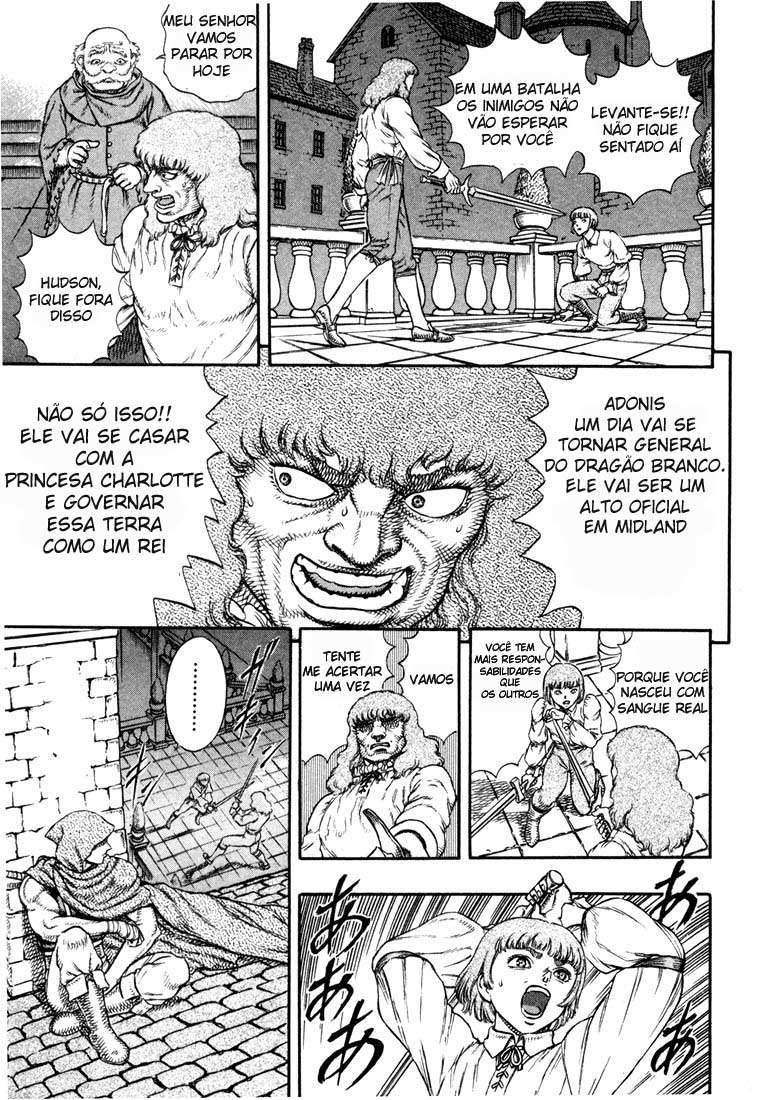 LEVANTE-SE!!
NÃO FIQUE
SENTADO AÍ
EM UMA BATALHA
OS INIMIGOS NÃO
VÃO ESPERAR
POR VOCÊ
MEU SENHOR
VAMOS
PARAR POR
HOJE
HUDSON,
FIQUE FORA
DISSO
ADONIS
UM DIA VAI SE
TORNAR GENERAL
DO DRAGÃO BRANCO.
ELE VAI SER UM
ALTO OFICIAL
EM MIDLAND
NÃO SÓ ISSO!!
ELE VAI SE CASAR
COM A
PRINCESA CHARLOTTE
E GOVERNAR
ESSA TERRA
COMO UM REI
PORQUE VOCÊ
NASCEU COM
SANGUE REAL
VOCÊ TEM
MAIS RESPON-
SABILIDADES
QUE
OS OUTROS
VAMOS
TENTE
ME ACERTAR
UMA VEZ
.........
あ
あ
あ
あ